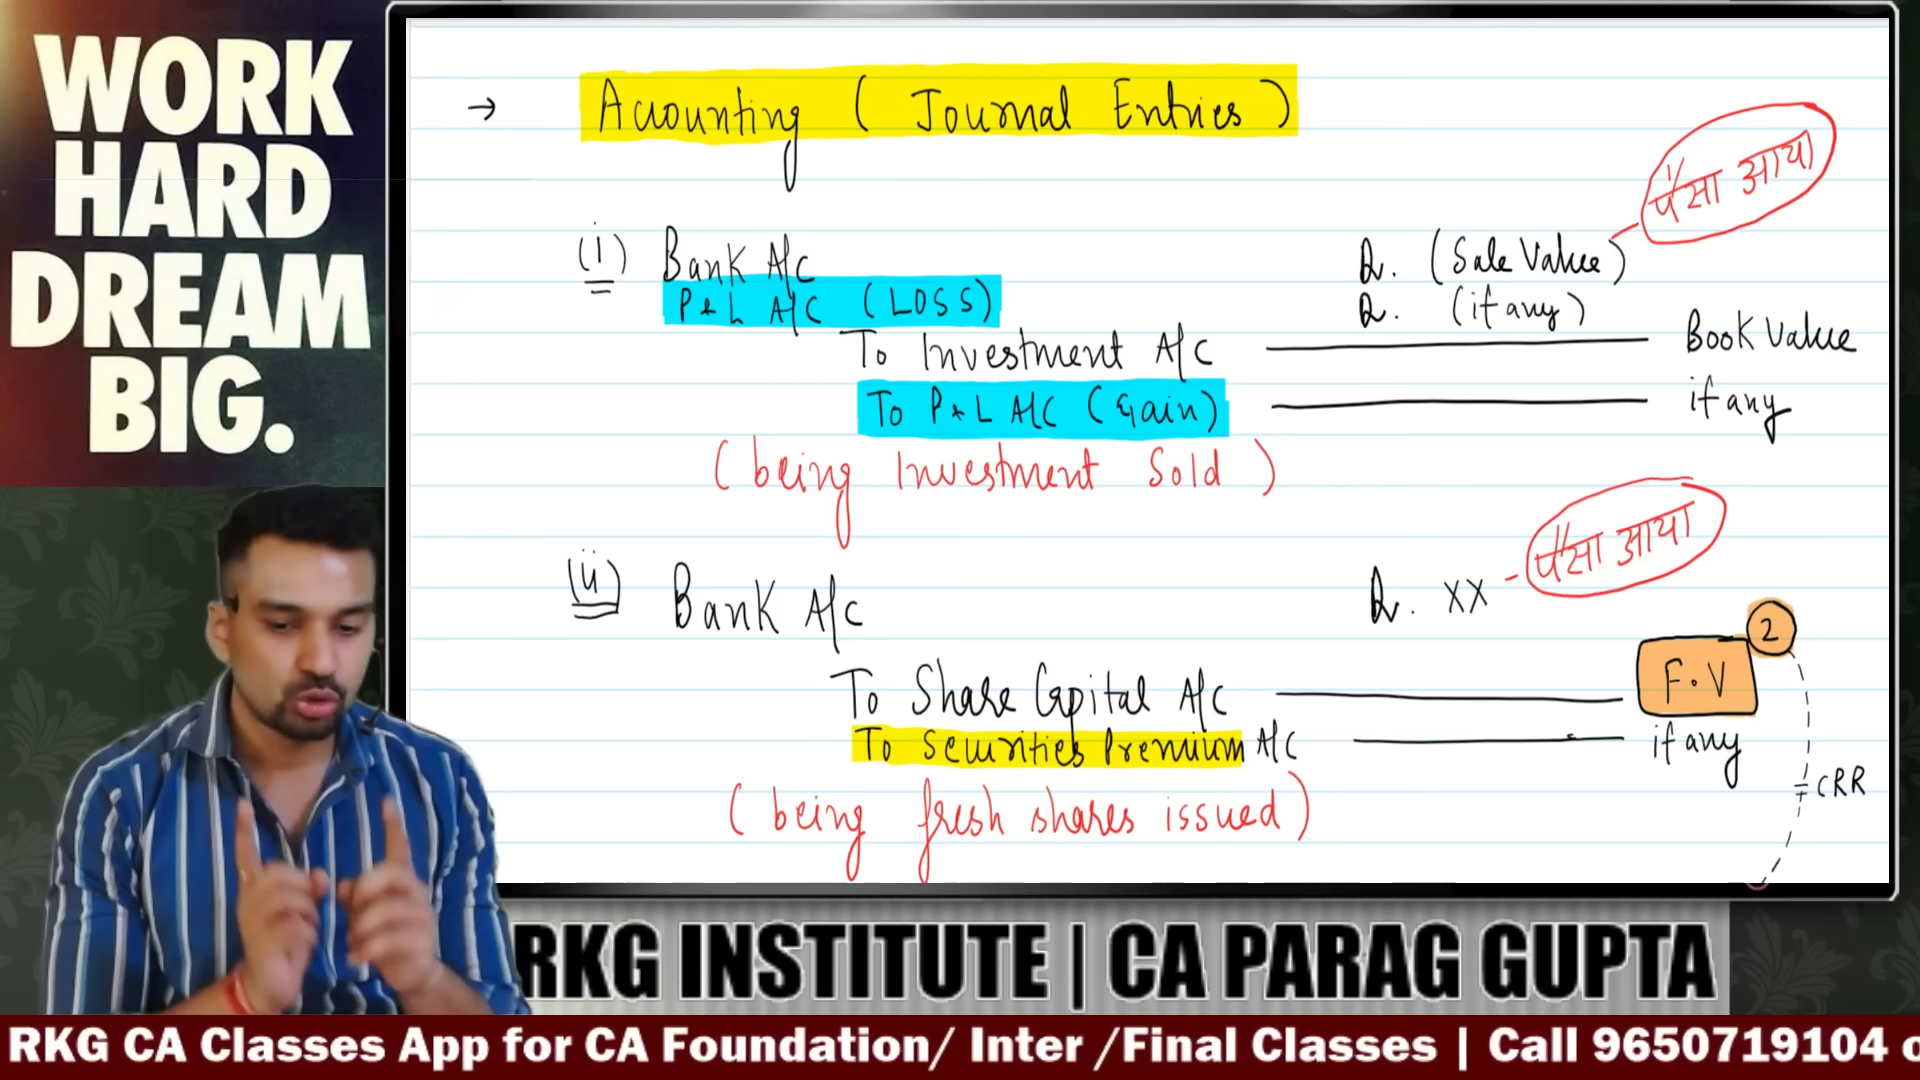 WORK
HARD
DREAM
BIG.
→ Accounting ( Journal Entries )
(i) Bank A/c Dr. (Sale Value) पैसा आया
P & L A/c (LOSS) Dr. (if any)
To Investment A/c Book Value
To P & L A/c (Gain) if any
( being Investment Sold )
(ii) Bank A/c Dr. XX - पैसा आया
2
To Share Capital A/c F.V
To Securities Premium A/c if any
= CRR
( being fresh shares issued )
RKG INSTITUTE | CA PARAG GUPTA
RKG CA Classes App for CA Foundation/ Inter /Final Classes | Call 9650719104 o